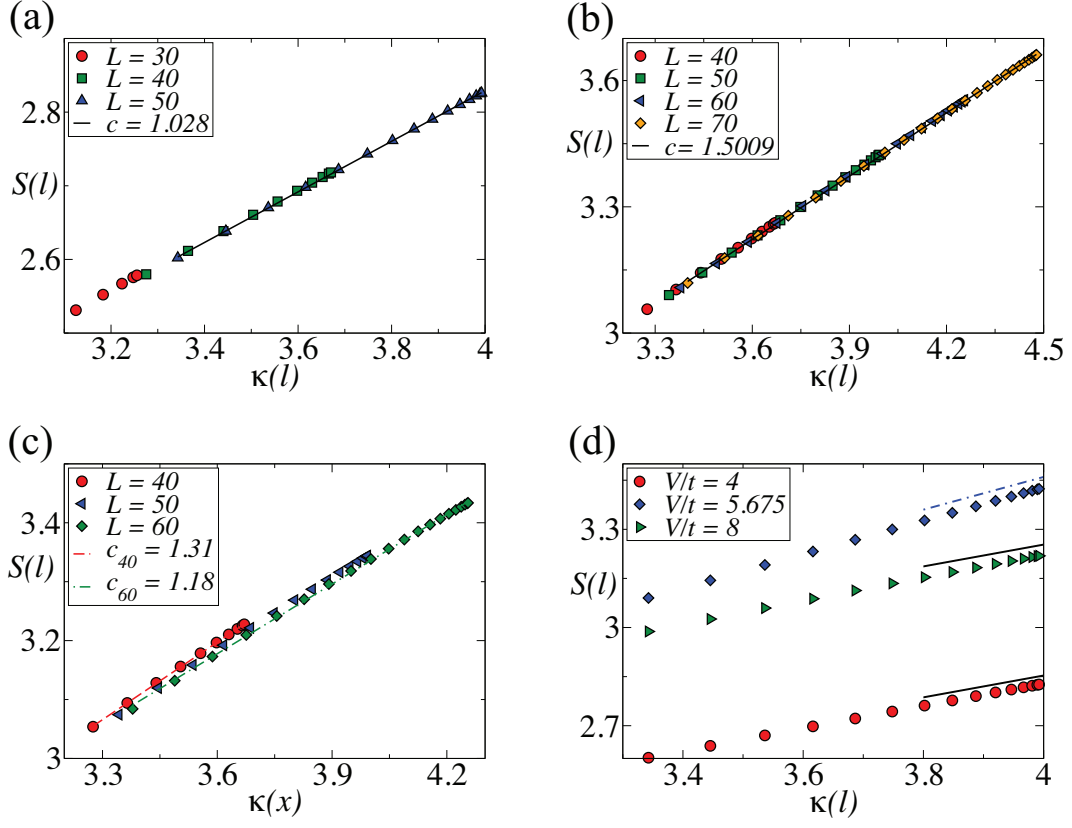 (a)
L = 30
L = 40
L = 50
c = 1.028
S(l)
2.8
2.6
3.2 3.4 3.6 3.8 4
κ(l)
(b)
L = 40
L = 50
L = 60
L = 70
c= 1.5009
S(l)
3.6
3.3
3
3.3 3.6 3.9 4.2 4.5
κ(l)
(c)
L = 40
L = 50
L = 60
c₄₀ = 1.31
c₆₀ = 1.18
S(l)
3.4
3.2
3
3.3 3.6 3.9 4.2
κ(x)
(d)
V/t = 4
V/t = 5.675
V/t = 8
S(l)
3.3
3
2.7
3.4 3.6 3.8 4
κ(l)